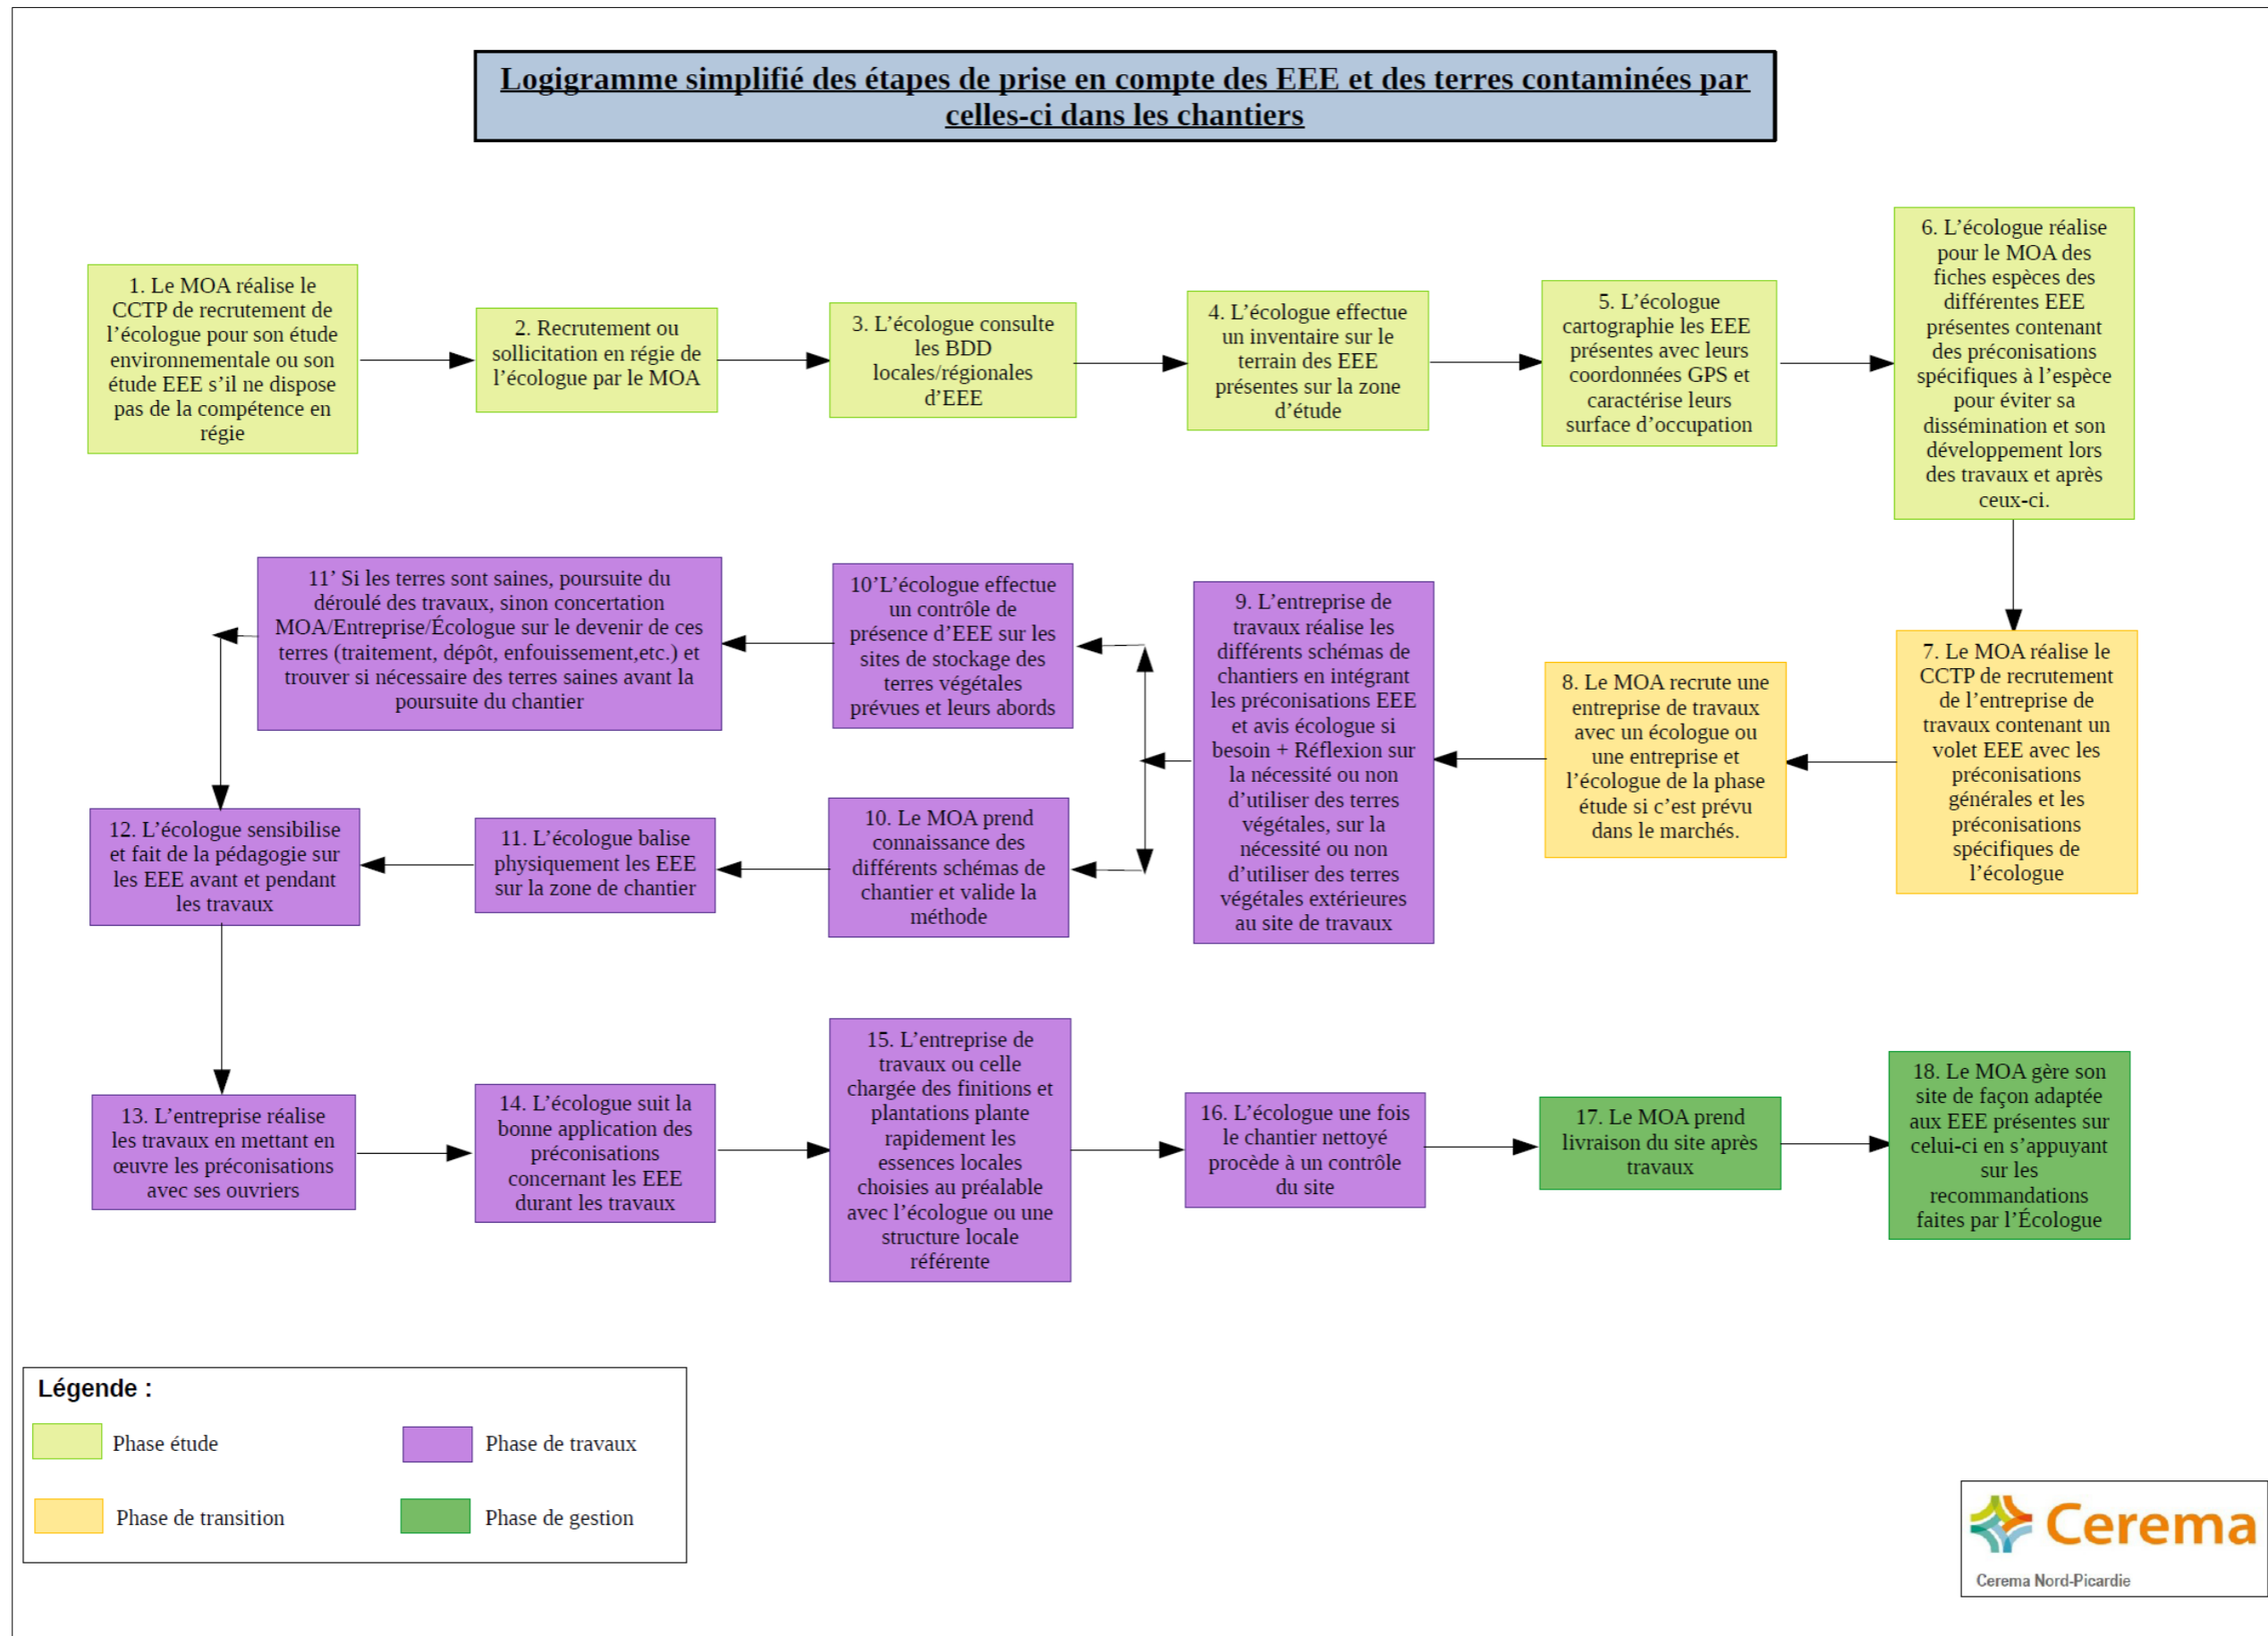 Logigramme simplifié des étapes de prise en compte des EEE et des terres contaminées par
celles-ci dans les chantiers
1. Le MOA réalise le
CCTP de recrutement de
l’écologue pour son étude
environnementale ou son
étude EEE s’il ne dispose
pas de la compétence en
régie
2. Recrutement ou
sollicitation en régie de
l’écologue par le MOA
3. L’écologue consulte
les BDD
locales/régionales
d’EEE
4. L’écologue effectue
un inventaire sur le
terrain des EEE
présentes sur la zone
d’étude
5. L’écologue
cartographie les EEE
présentes avec leurs
coordonnées GPS et
caractérise leurs
surface d’occupation
6. L’écologue réalise
pour le MOA des
fiches espèces des
différentes EEE
présentes contenant
des préconisations
spécifiques à l’espèce
pour éviter sa
dissémination et son
développement lors
des travaux et après
ceux-ci.
7. Le MOA réalise le
CCTP de recrutement
de l’entreprise de
travaux contenant un
volet EEE avec les
préconisations
générales et les
préconisations
spécifiques de
l’écologue
8. Le MOA recrute une
entreprise de travaux
avec un écologue ou
une entreprise et
l’écologue de la phase
étude si c’est prévu
dans le marchés.
9. L’entreprise de
travaux réalise les
différents schémas de
chantiers en intégrant
les préconisations EEE
et avis écologue si
besoin + Réflexion sur
la nécessité ou non
d’utiliser des terres
végétales, sur la
nécessité ou non
d’utiliser des terres
végétales extérieures
au site de travaux
10’L’écologue effectue
un contrôle de
présence d’EEE sur les
sites de stockage des
terres végétales
prévues et leurs abords
11’ Si les terres sont saines, poursuite du
déroulé des travaux, sinon concertation
MOA/Entreprise/Écologue sur le devenir de ces
terres (traitement, dépôt, enfouissement,etc.) et
trouver si nécessaire des terres saines avant la
poursuite du chantier
10. Le MOA prend
connaissance des
différents schémas de
chantier et valide la
méthode
11. L’écologue balise
physiquement les EEE
sur la zone de chantier
12. L’écologue sensibilise
et fait de la pédagogie sur
les EEE avant et pendant
les travaux
13. L’entreprise réalise
les travaux en mettant en
œuvre les préconisations
avec ses ouvriers
14. L’écologue suit la
bonne application des
préconisations
concernant les EEE
durant les travaux
15. L’entreprise de
travaux ou celle
chargée des finitions et
plantations plante
rapidement les
essences locales
choisies au préalable
avec l’écologue ou une
structure locale
référente
16. L’écologue une fois
le chantier nettoyé
procède à un contrôle
du site
17. Le MOA prend
livraison du site après
travaux
18. Le MOA gère son
site de façon adaptée
aux EEE présentes sur
celui-ci en s’appuyant
sur les
recommandations
faites par l’Écologue
Légende :
Phase étude
Phase de travaux
Phase de transition
Phase de gestion
Cerema
Cerema Nord-Picardie